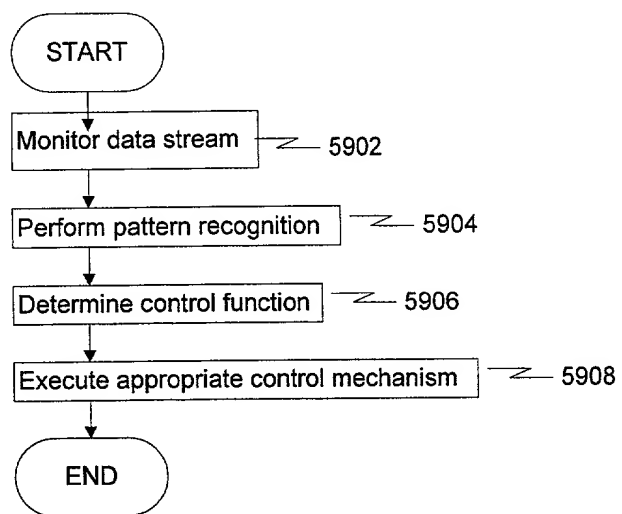 START
Monitor data stream 5902
Perform pattern recognition 5904
Determine control function 5906
Execute appropriate control mechanism 5908
END